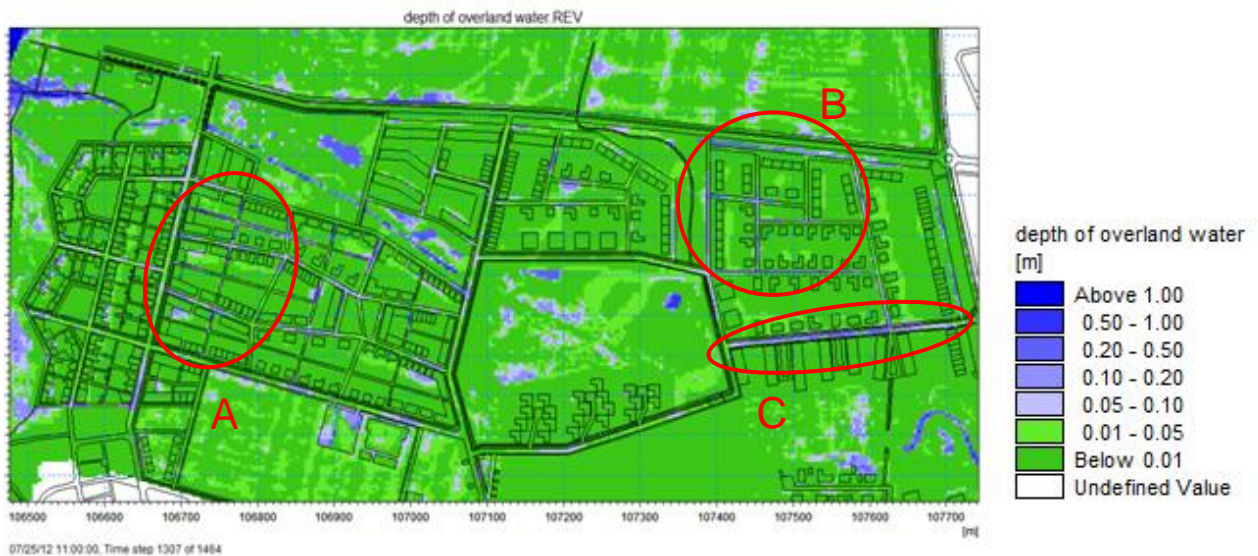 depth of overland water REV
B
A
C
depth of overland water
[m]
Above 1.00
0.50 - 1.00
0.20 - 0.50
0.10 - 0.20
0.05 - 0.10
0.01 - 0.05
Below 0.01
Undefined Value
106500 106600 106700 106800 106900 107000 107100 107200 107300 107400 107500 107600 107700
[m]
07/25/12 11:00:00, Time step 1307 of 1464